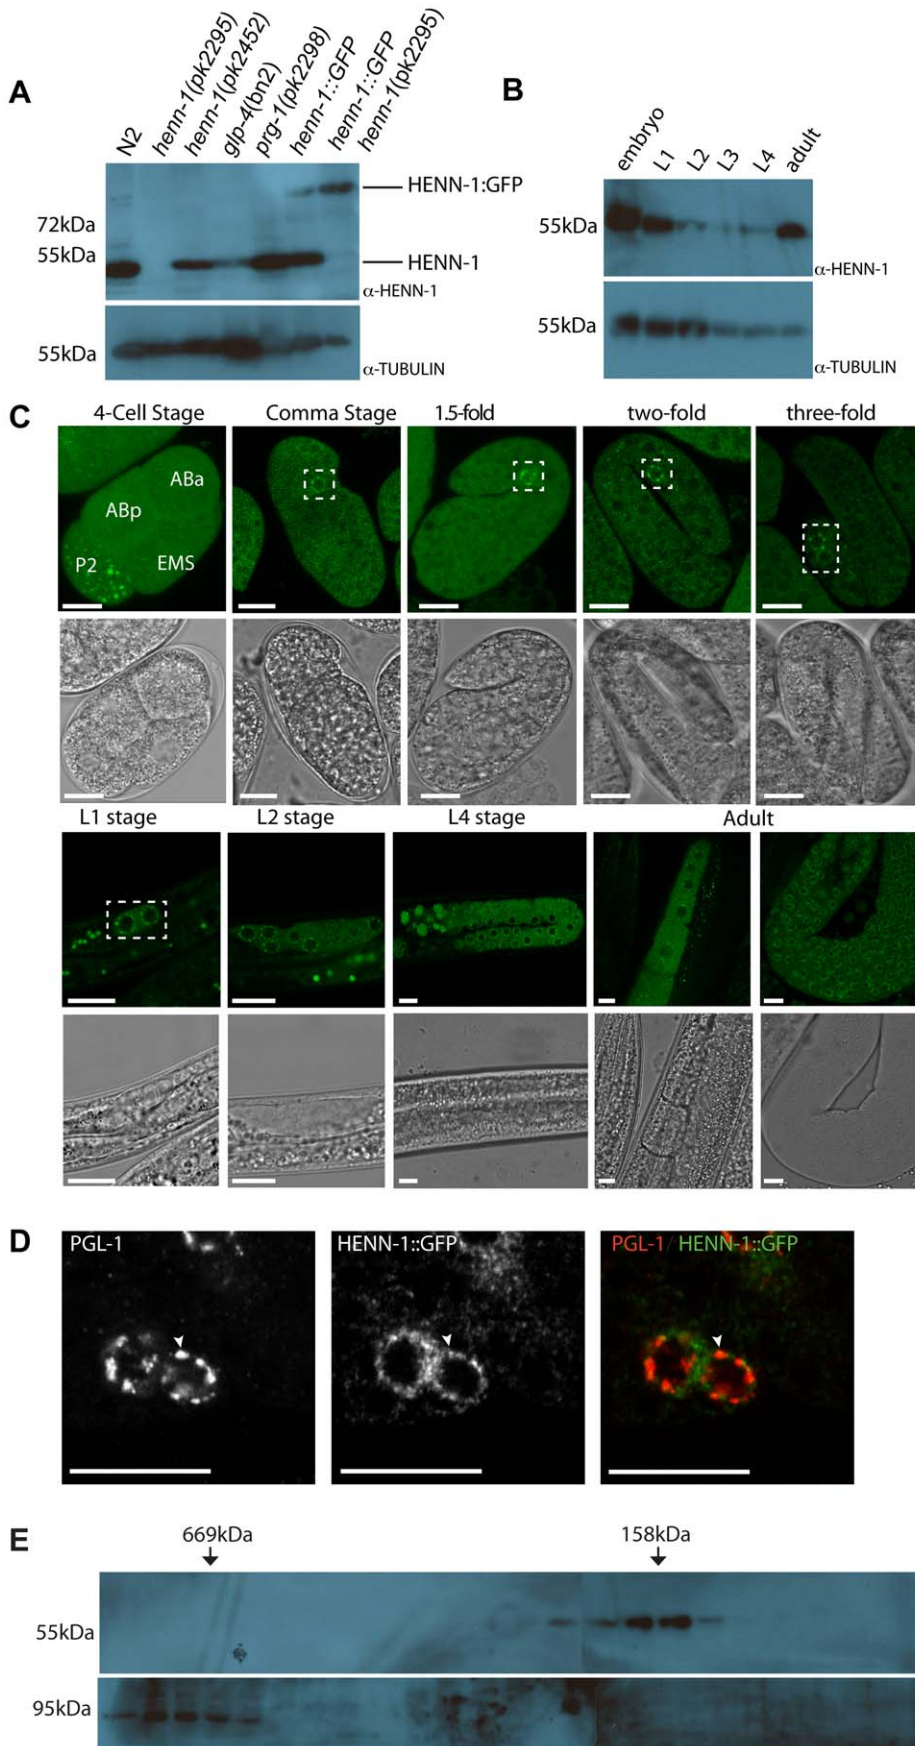 A
N2
henn-1(pk2295)
henn-1(pk2452)
glp-4(bn2)
prg-1(pk2298)
henn-1::GFP
henn-1::GFP
henn-1(pk2295)
72kDa
55kDa
HENN-1:GFP
HENN-1
α-HENN-1
55kDa
α-TUBULIN
B
embryo
L1
L2
L3
L4
adult
55kDa
α-HENN-1
55kDa
α-TUBULIN
C
4-Cell Stage
Comma Stage
1.5-fold
two-fold
three-fold
ABa
ABp
P2
EMS
L1 stage
L2 stage
L4 stage
Adult
D
PGL-1
HENN-1::GFP
PGL-1/HENN-1::GFP
E
669kDa
158kDa
55kDa
95kDa